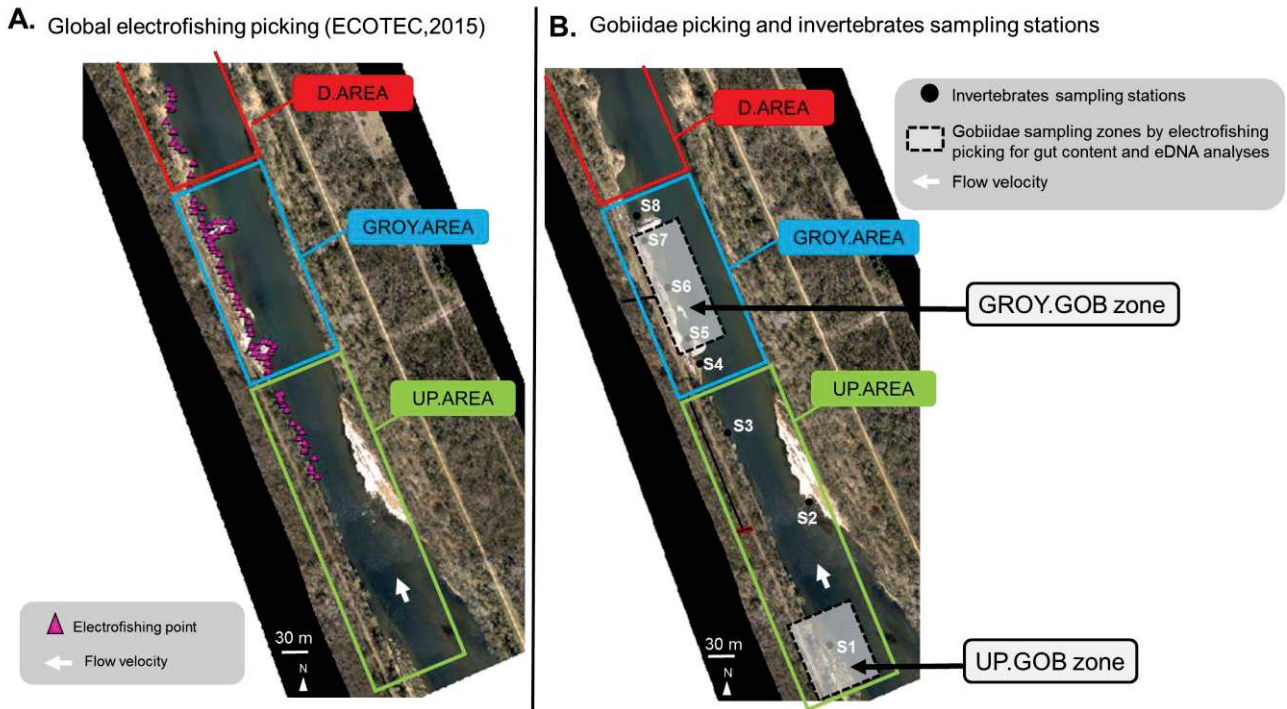 A. Global electrofishing picking (ECOTEC,2015)
D.AREA
GROY.AREA
UP.AREA
Electrofishing point
Flow velocity
30 m
N
B. Gobiidae picking and invertebrates sampling stations
D.AREA
Invertebrates sampling stations
Gobiidae sampling zones by electrofishing
picking for gut content and eDNA analyses
Flow velocity
S8
S7
GROY.AREA
S6
GROY.GOB zone
S5
S4
UP.AREA
S3
S2
S1
UP.GOB zone
30 m
N